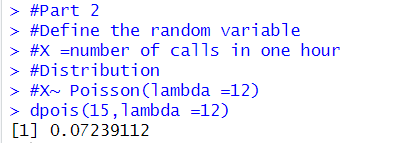 > #Part 2
> #Define the random variable
> #X =number of calls in one hour
> #Distribution
> #X~ Poisson(lambda =12)
> dpois(15,lambda =12)
[1] 0.07239112